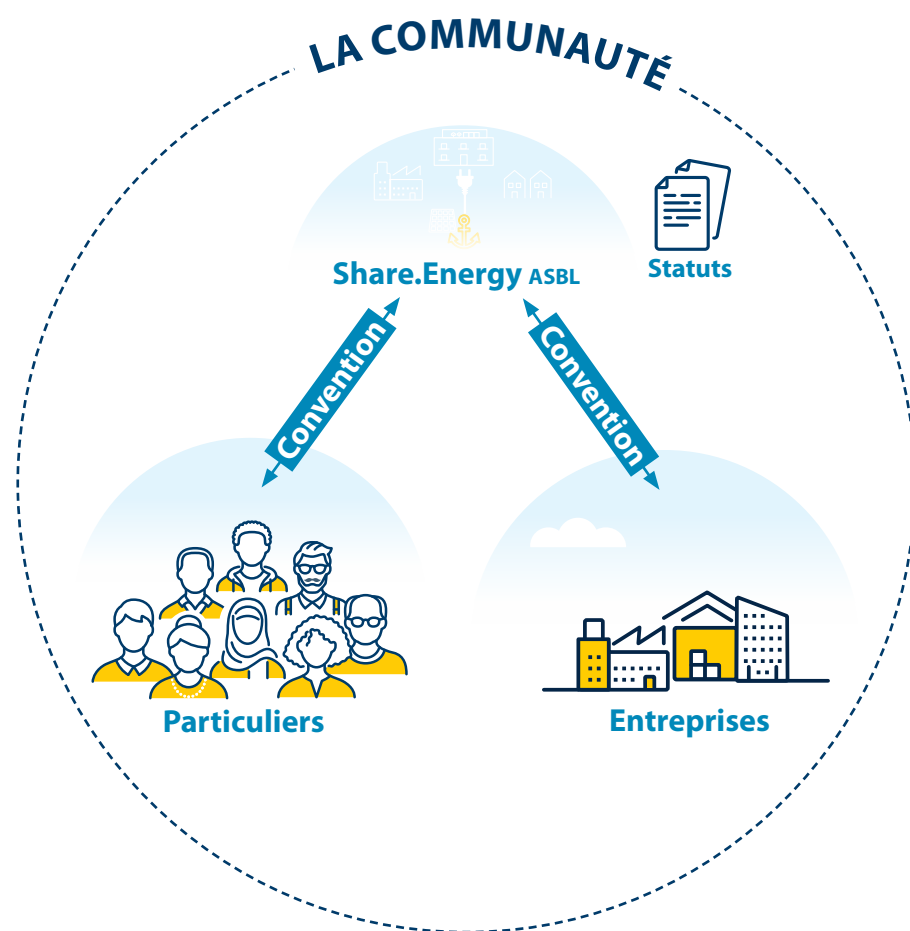 LA COMMUNAUTÉ
Statuts
Share.Energy ASBL
Convention
Convention
Particuliers
Entreprises